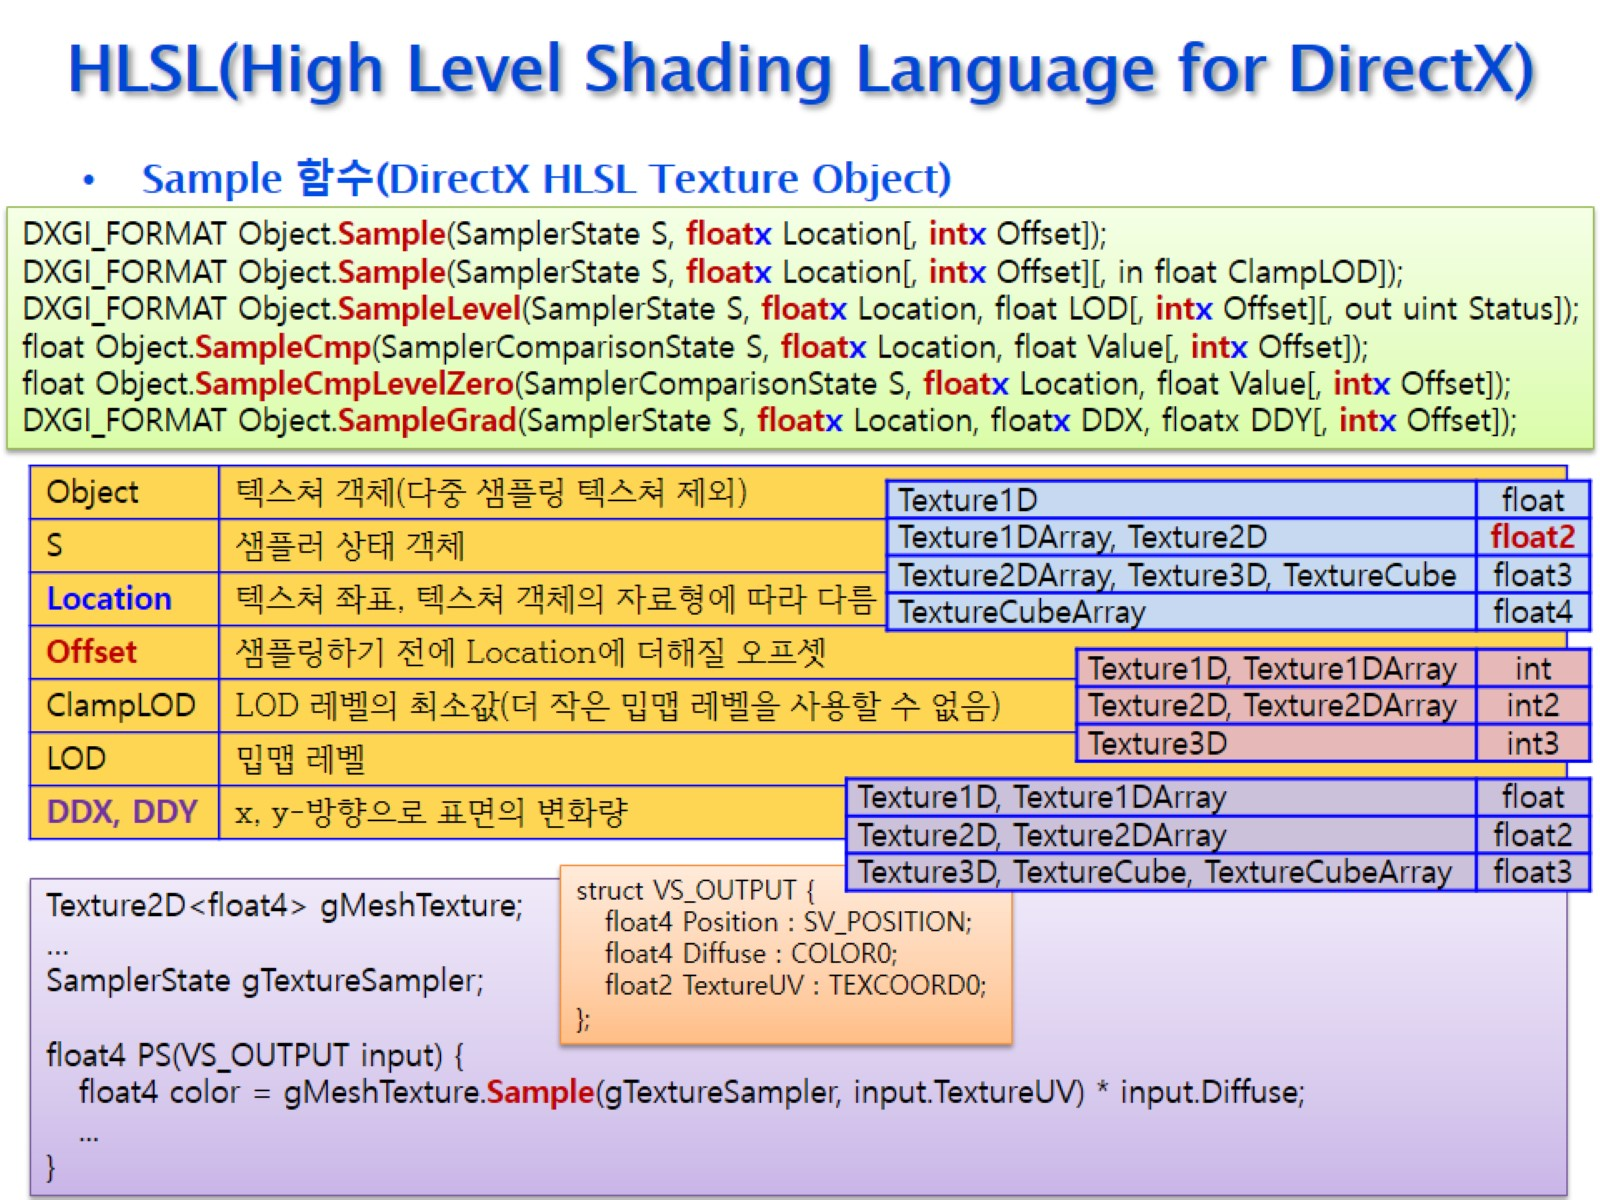 HLSL(High Level Shading Language for DirectX)
• Sample 함수(DirectX HLSL Texture Object)
DXGI_FORMAT Object.Sample(SamplerState S, floatx Location[, intx Offset]);
DXGI_FORMAT Object.Sample(SamplerState S, floatx Location[, intx Offset][, in float ClampLOD]);
DXGI_FORMAT Object.SampleLevel(SamplerState S, floatx Location, float LOD[, intx Offset][, out uint Status]);
float Object.SampleCmp(SamplerComparisonState S, floatx Location, float Value[, intx Offset]);
float Object.SampleCmpLevelZero(SamplerComparisonState S, floatx Location, float Value[, intx Offset]);
DXGI_FORMAT Object.SampleGrad(SamplerState S, floatx Location, floatx DDX, floatx DDY[, intx Offset]);
Object 텍스쳐 객체(다중 샘플링 텍스쳐 제외)
S 샘플러 상태 객체
Location 텍스쳐 좌표, 텍스쳐 객체의 자료형에 따라 다름
Offset 샘플링하기 전에 Location에 더해질 오프셋
ClampLOD LOD 레벨의 최소값(더 작은 밉맵 레벨을 사용할 수 없음)
LOD 밉맵 레벨
DDX, DDY x, y-방향으로 표면의 변화량
Texture1D float
Texture1DArray, Texture2D float2
Texture2DArray, Texture3D, TextureCube float3
TextureCubeArray float4
Texture1D, Texture1DArray int
Texture2D, Texture2DArray int2
Texture3D int3
Texture1D, Texture1DArray float
Texture2D, Texture2DArray float2
Texture3D, TextureCube, TextureCubeArray float3
Texture2D<float4> gMeshTexture;
...
SamplerState gTextureSampler;
float4 PS(VS_OUTPUT input) {
float4 color = gMeshTexture.Sample(gTextureSampler, input.TextureUV) * input.Diffuse;
...
}
struct VS_OUTPUT {
float4 Position : SV_POSITION;
float4 Diffuse : COLOR0;
float2 TextureUV : TEXCOORD0;
};